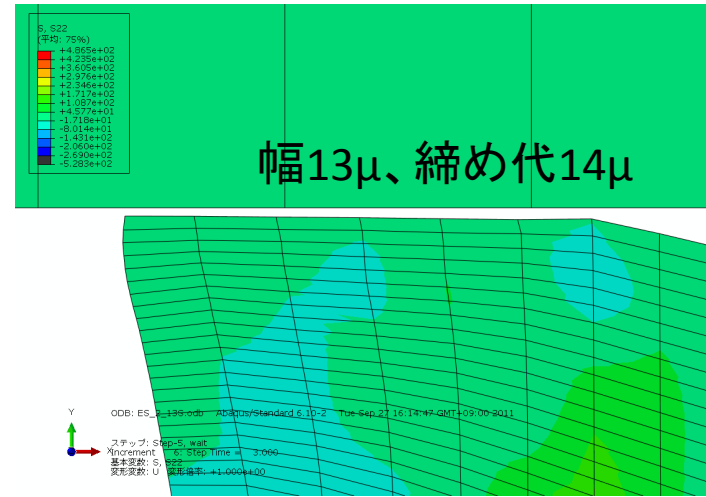 S, S22
(平均: 75%)
+4.865e+02
+4.235e+02
+3.605e+02
+2.976e+02
+2.346e+02
+1.717e+02
+1.087e+02
+4.577e+01
-1.718e+01
-8.014e+01
-1.431e+02
-2.060e+02
-2.690e+02
-5.283e+02
幅13μ、締め代14μ
Y
X
ODB: ES_2_13S.odb Abaqus/Standard 6.10-2 Tue Sep 27 16:14:47 GMT+09:00 2011
ステップ: Step-5, wait
Increment 6: Step Time = 3.000
基本変数: S, S22
変形変数: U 変形倍率: +1.000e+00